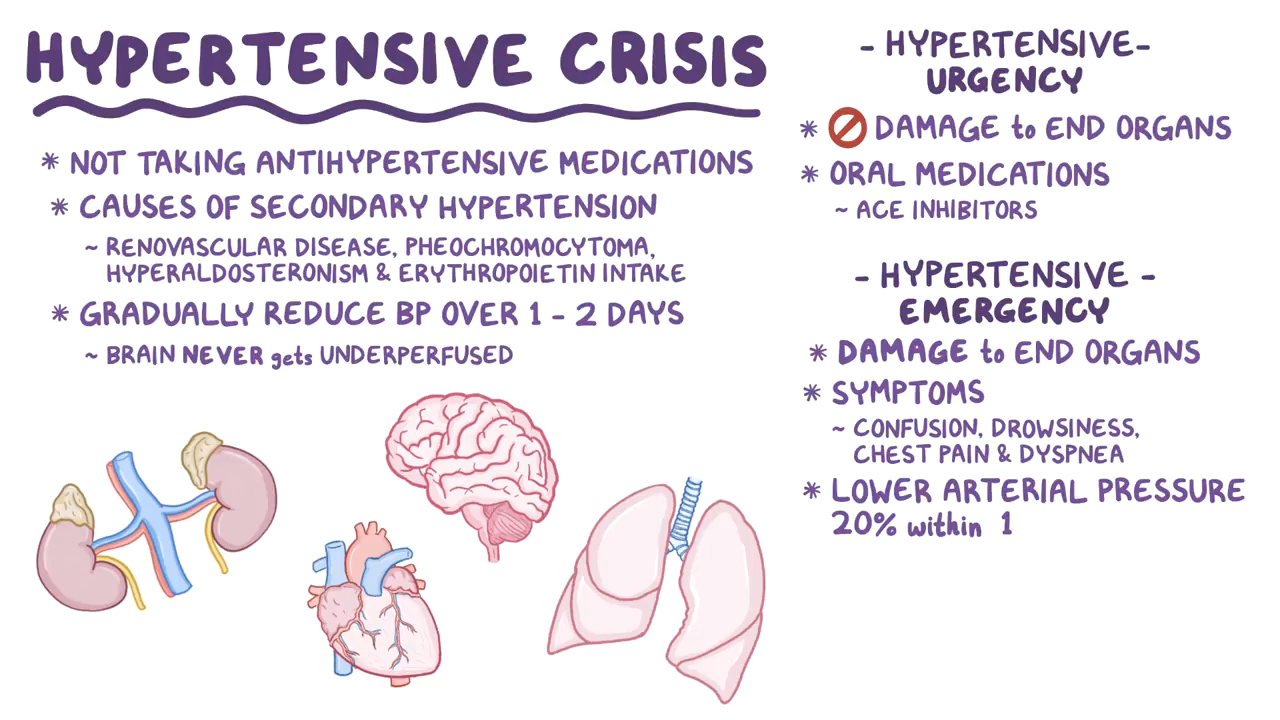 HYPERTENSIVE CRISIS
* NOT TAKING ANTIHYPERTENSIVE MEDICATIONS
* CAUSES OF SECONDARY HYPERTENSION
~ RENOVASCULAR DISEASE, PHEOCHROMOCYTOMA,
HYPERALDOSTERONISM & ERYTHROPOIETIN INTAKE
* GRADUALLY REDUCE BP OVER 1 - 2 DAYS
~ BRAIN NEVER gets UNDERPERFUSED
- HYPERTENSIVE-
URGENCY
* DAMAGE to END ORGANS
* ORAL MEDICATIONS
~ ACE INHIBITORS
- HYPERTENSIVE -
EMERGENCY
* DAMAGE to END ORGANS
* SYMPTOMS
~ CONFUSION, DROWSINESS,
CHEST PAIN & DYSPNEA
* LOWER ARTERIAL PRESSURE
20% within 1